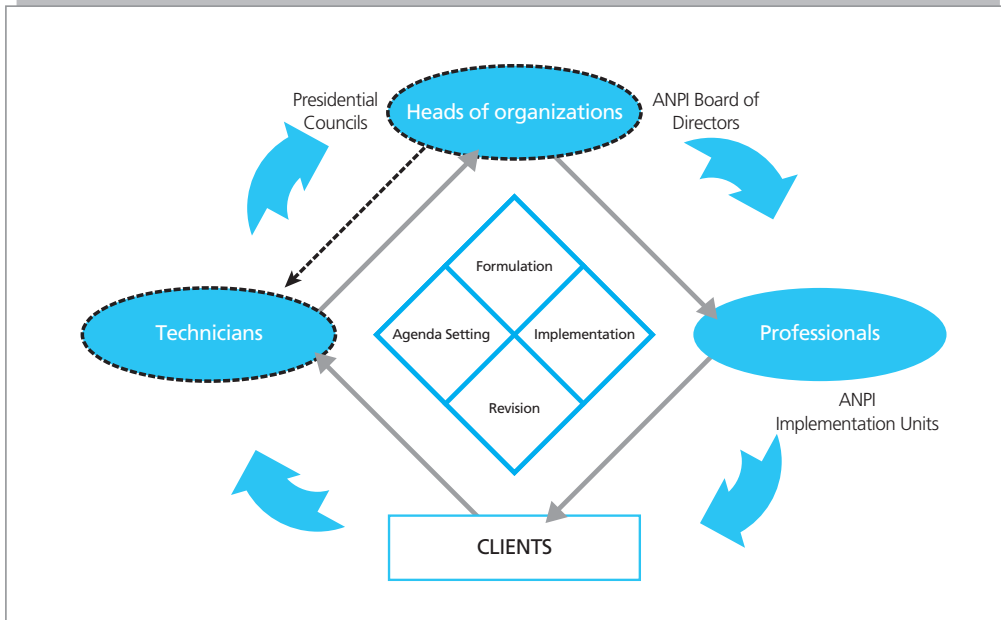 Presidential
Councils
Heads of organizations
ANPI Board of
Directors
Formulation
Technicians
Agenda Setting
Implementation
Professionals
Revision
ANPI
Implementation Units
CLIENTS